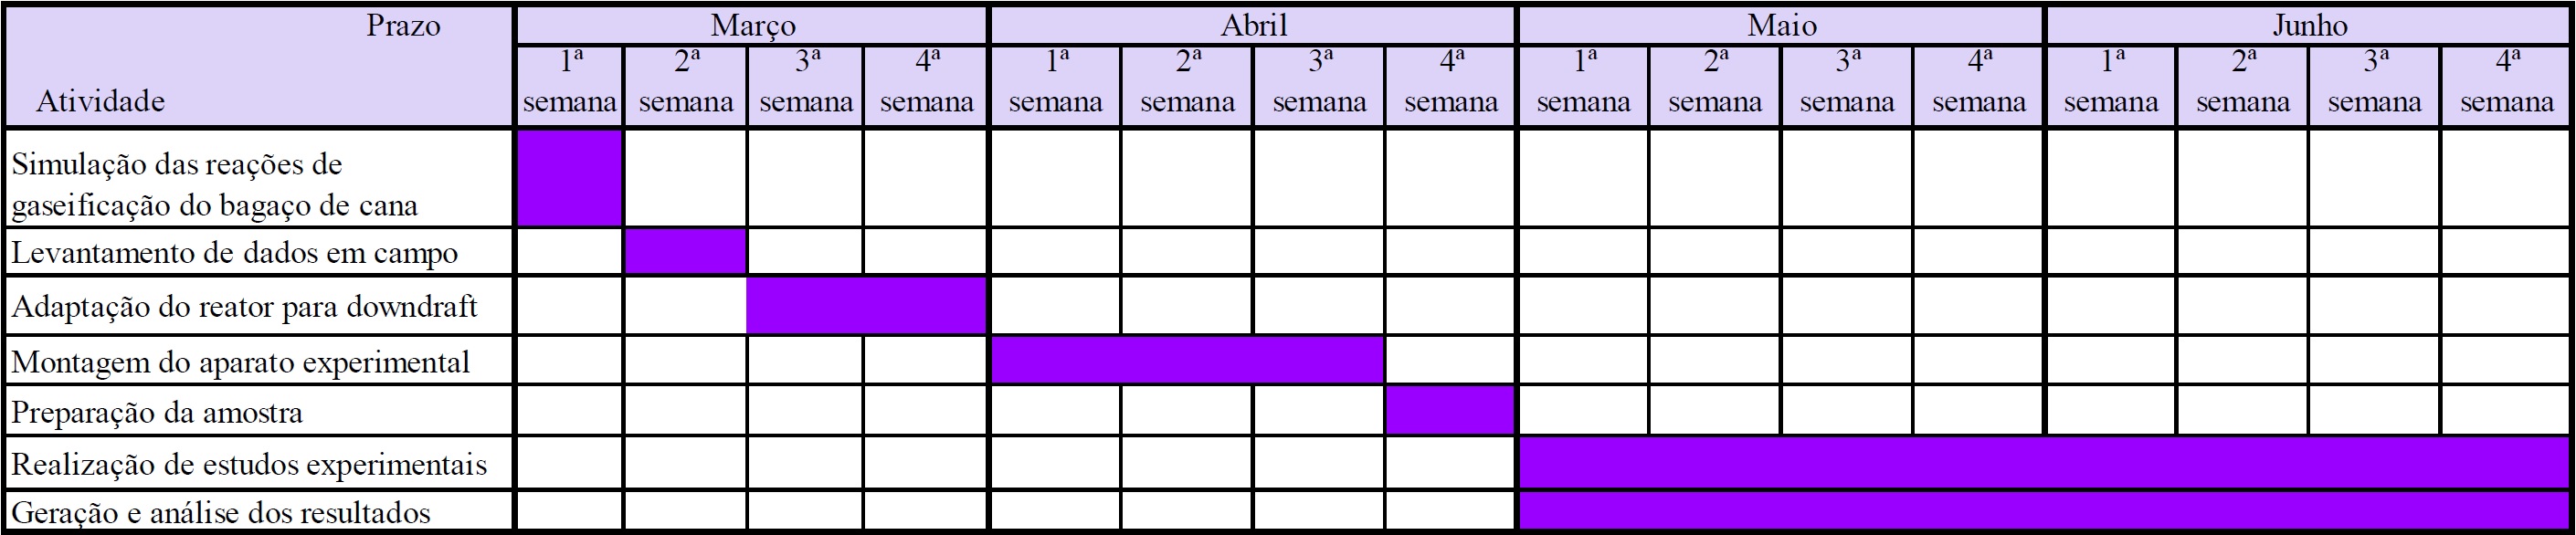 Prazo
Março
Abril
Maio
Junho
Atividade
1ª semana
2ª semana
3ª semana
4ª semana
1ª semana
2ª semana
3ª semana
4ª semana
1ª semana
2ª semana
3ª semana
4ª semana
1ª semana
2ª semana
3ª semana
4ª semana
Simulação das reações de
gaseificação do bagaço de cana
Levantamento de dados em campo
Adaptação do reator para downdraft
Montagem do aparato experimental
Preparação da amostra
Realização de estudos experimentais
Geração e análise dos resultados